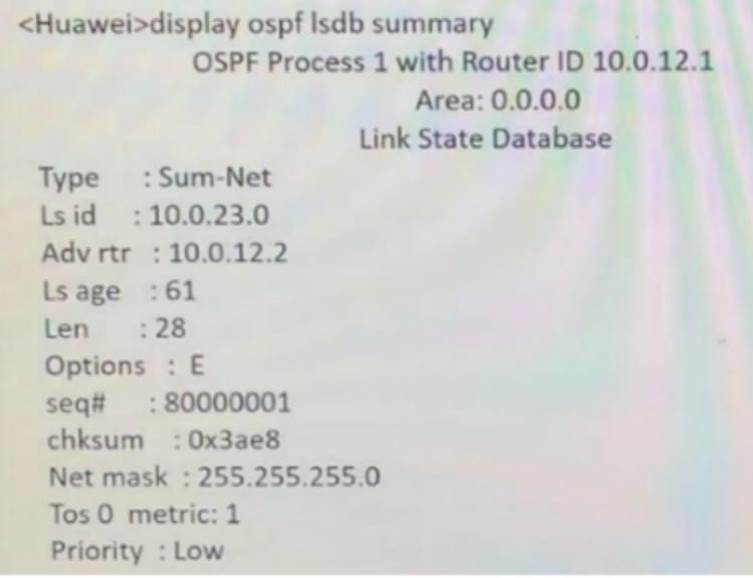 <Huawei>display ospf lsdb summary
OSPF Process 1 with Router ID 10.0.12.1
Area: 0.0.0.0
Link State Database
Type : Sum-Net
Ls id : 10.0.23.0
Adv rtr : 10.0.12.2
Ls age : 61
Len : 28
Options : E
seq# : 80000001
chksum : 0x3ae8
Net mask : 255.255.255.0
Tos 0 metric: 1
Priority : Low